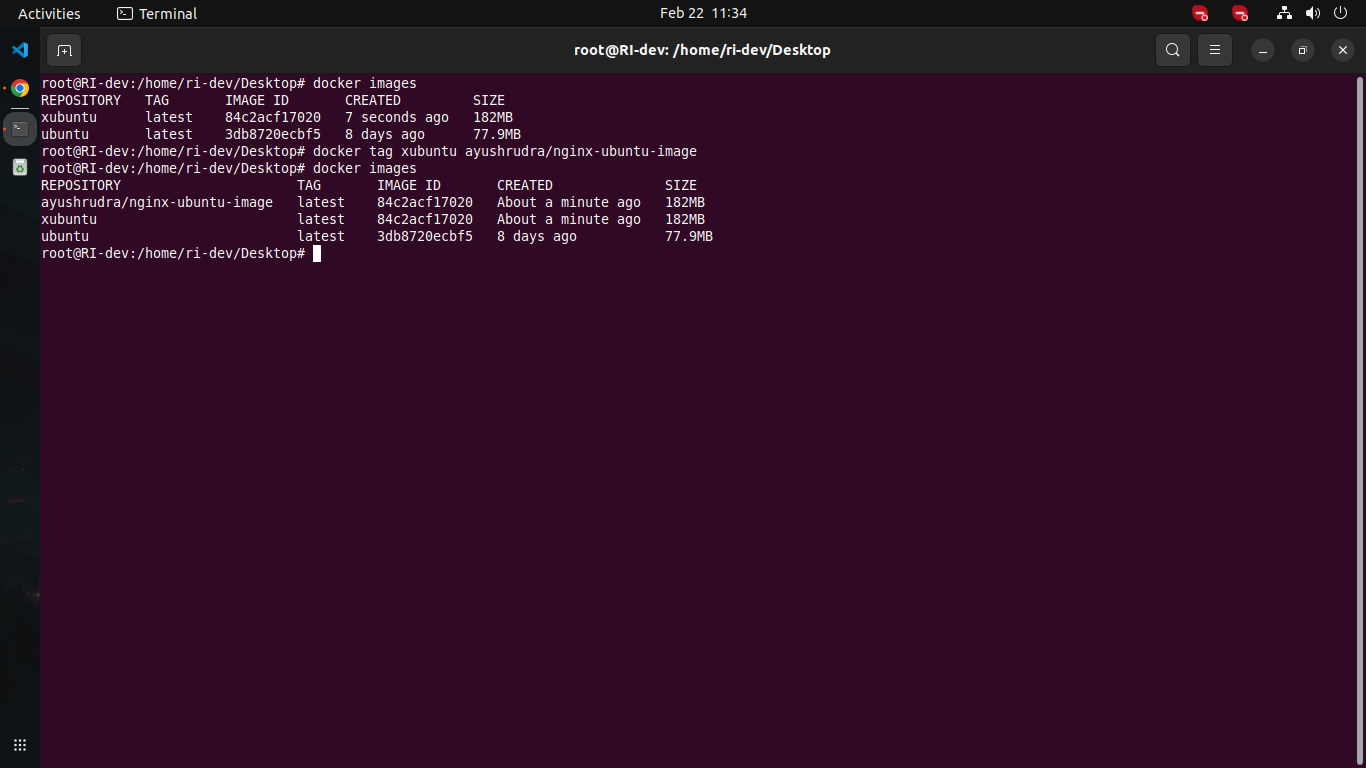 Activities Terminal Feb 22 11:34
root@RI-dev: /home/ri-dev/Desktop
root@RI-dev:/home/ri-dev/Desktop# docker images
REPOSITORY   TAG       IMAGE ID       CREATED         SIZE
xubuntu      latest    84c2acf17020   7 seconds ago   182MB
ubuntu       latest    3db8720ecbf5   8 days ago      77.9MB
root@RI-dev:/home/ri-dev/Desktop# docker tag xubuntu ayushrudra/nginx-ubuntu-image
root@RI-dev:/home/ri-dev/Desktop# docker images
REPOSITORY                      TAG       IMAGE ID       CREATED              SIZE
ayushrudra/nginx-ubuntu-image   latest    84c2acf17020   About a minute ago   182MB
xubuntu                         latest    84c2acf17020   About a minute ago   182MB
ubuntu                          latest    3db8720ecbf5   8 days ago           77.9MB
root@RI-dev:/home/ri-dev/Desktop#